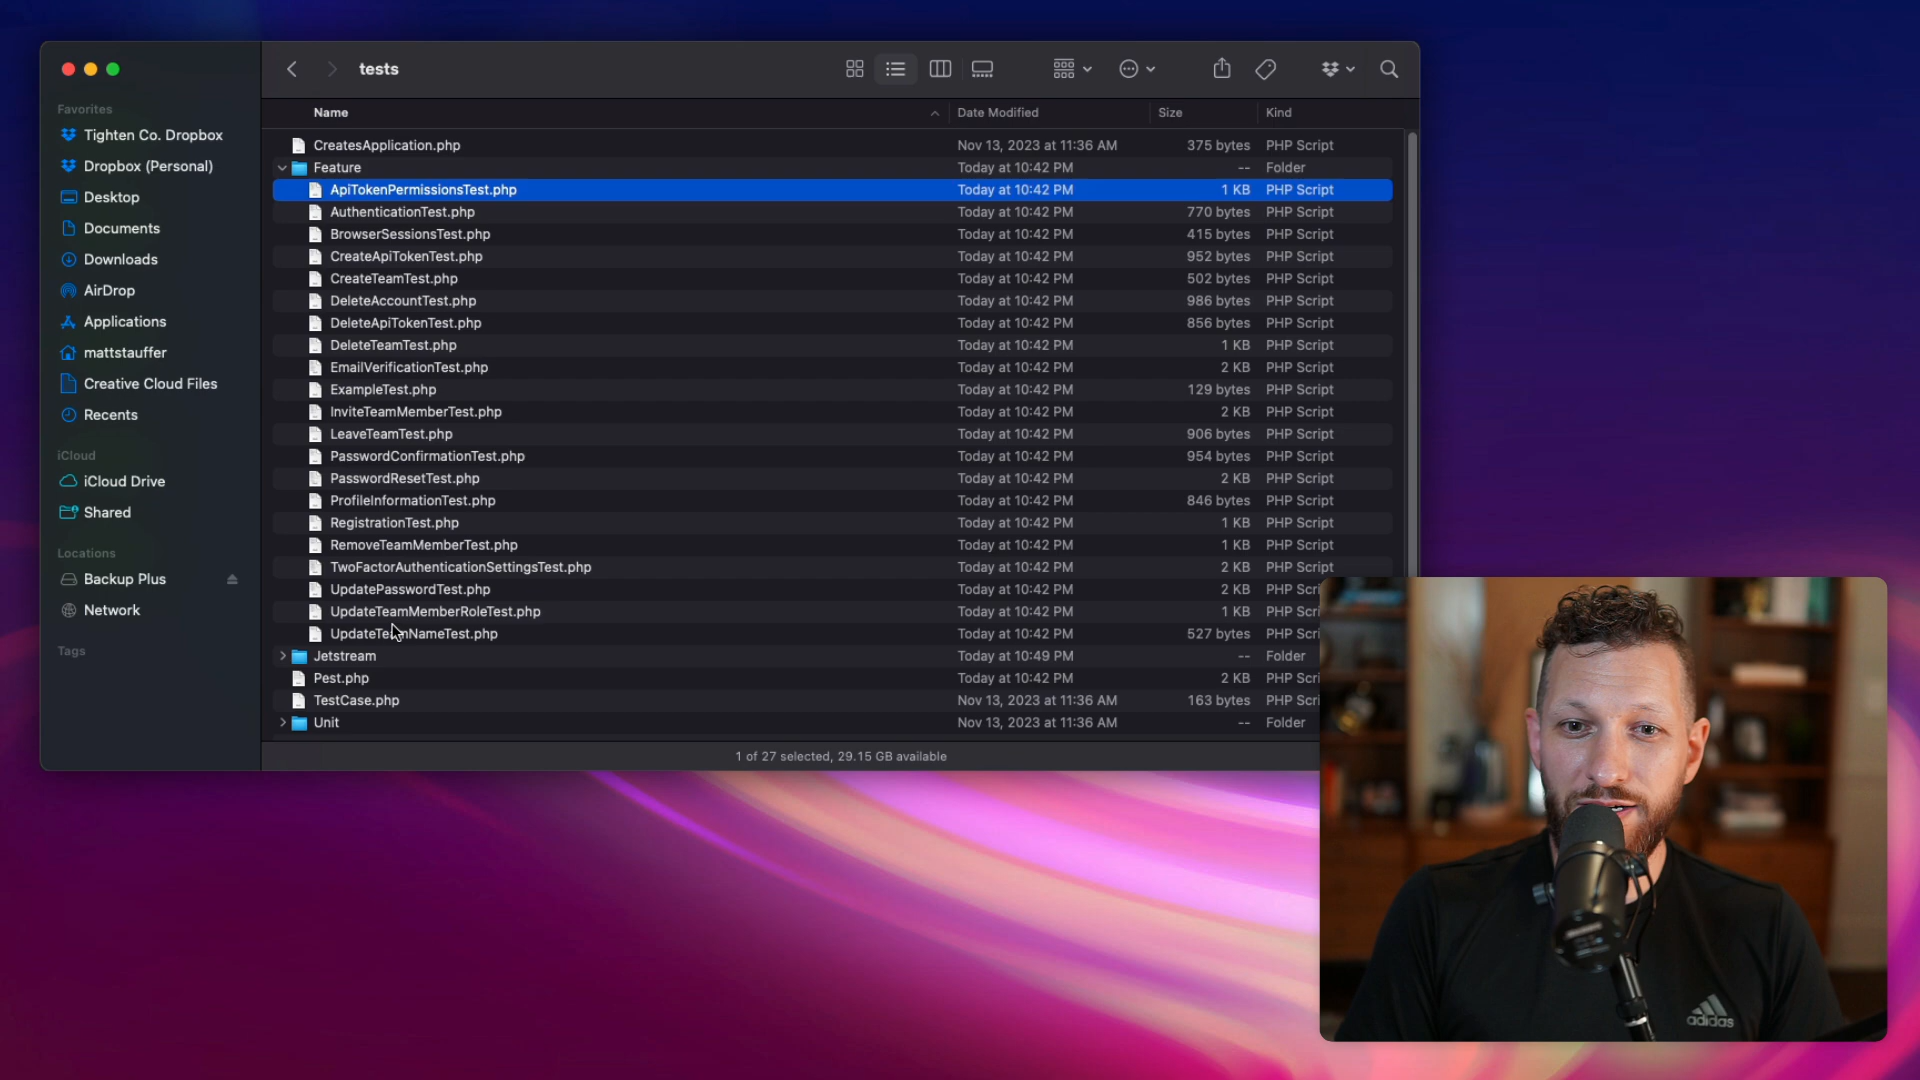 tests
Favorites
Tighten Co. Dropbox
Dropbox (Personal)
Desktop
Documents
Downloads
AirDrop
Applications
mattstauffer
Creative Cloud Files
Recents
iCloud
iCloud Drive
Shared
Locations
Backup Plus
Network
Tags
Name Date Modified Size Kind
CreatesApplication.php Nov 13, 2023 at 11:36 AM 375 bytes PHP Script
Feature Today at 10:42 PM -- Folder
ApiTokenPermissionsTest.php Today at 10:42 PM 1 KB PHP Script
AuthenticationTest.php Today at 10:42 PM 770 bytes PHP Script
BrowserSessionsTest.php Today at 10:42 PM 415 bytes PHP Script
CreateApiTokenTest.php Today at 10:42 PM 952 bytes PHP Script
CreateTeamTest.php Today at 10:42 PM 502 bytes PHP Script
DeleteAccountTest.php Today at 10:42 PM 986 bytes PHP Script
DeleteApiTokenTest.php Today at 10:42 PM 856 bytes PHP Script
DeleteTeamTest.php Today at 10:42 PM 1 KB PHP Script
EmailVerificationTest.php Today at 10:42 PM 2 KB PHP Script
ExampleTest.php Today at 10:42 PM 129 bytes PHP Script
InviteTeamMemberTest.php Today at 10:42 PM 2 KB PHP Script
LeaveTeamTest.php Today at 10:42 PM 906 bytes PHP Script
PasswordConfirmationTest.php Today at 10:42 PM 954 bytes PHP Script
PasswordResetTest.php Today at 10:42 PM 2 KB PHP Script
ProfileInformationTest.php Today at 10:42 PM 846 bytes PHP Script
RegistrationTest.php Today at 10:42 PM 1 KB PHP Script
RemoveTeamMemberTest.php Today at 10:42 PM 1 KB PHP Script
TwoFactorAuthenticationSettingsTest.php Today at 10:42 PM 2 KB PHP Script
UpdatePasswordTest.php Today at 10:42 PM 2 KB PHP Scri
UpdateTeamMemberRoleTest.php Today at 10:42 PM 1 KB PHP Scri
UpdateTeamNameTest.php Today at 10:42 PM 527 bytes PHP Scri
Jetstream Today at 10:49 PM -- Folder
Pest.php Today at 10:42 PM 2 KB PHP Scri
TestCase.php Nov 13, 2023 at 11:36 AM 163 bytes PHP Scri
Unit Nov 13, 2023 at 11:36 AM -- Folder
1 of 27 selected, 29.15 GB available
adidas